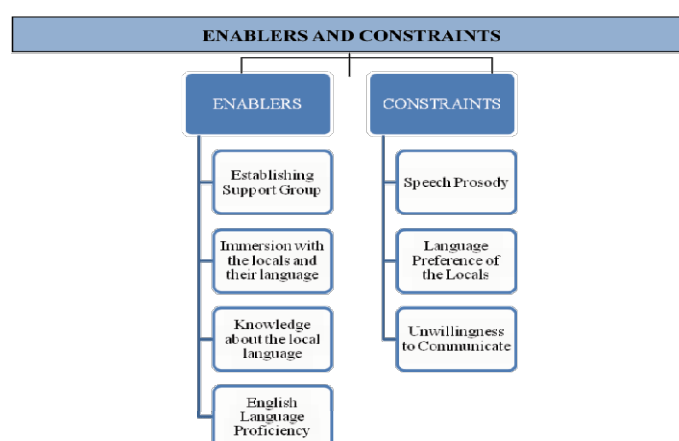 ENABLERS AND CONSTRAINTS
ENABLERS
Establishing
Support Group
Immersion with
the locals and
their language
Knowledge
about the local
language
English
Language
Proficiency
CONSTRAINTS
Speech Prosody
Language
Preference of
the Locals
Unwillingness
to Communicate